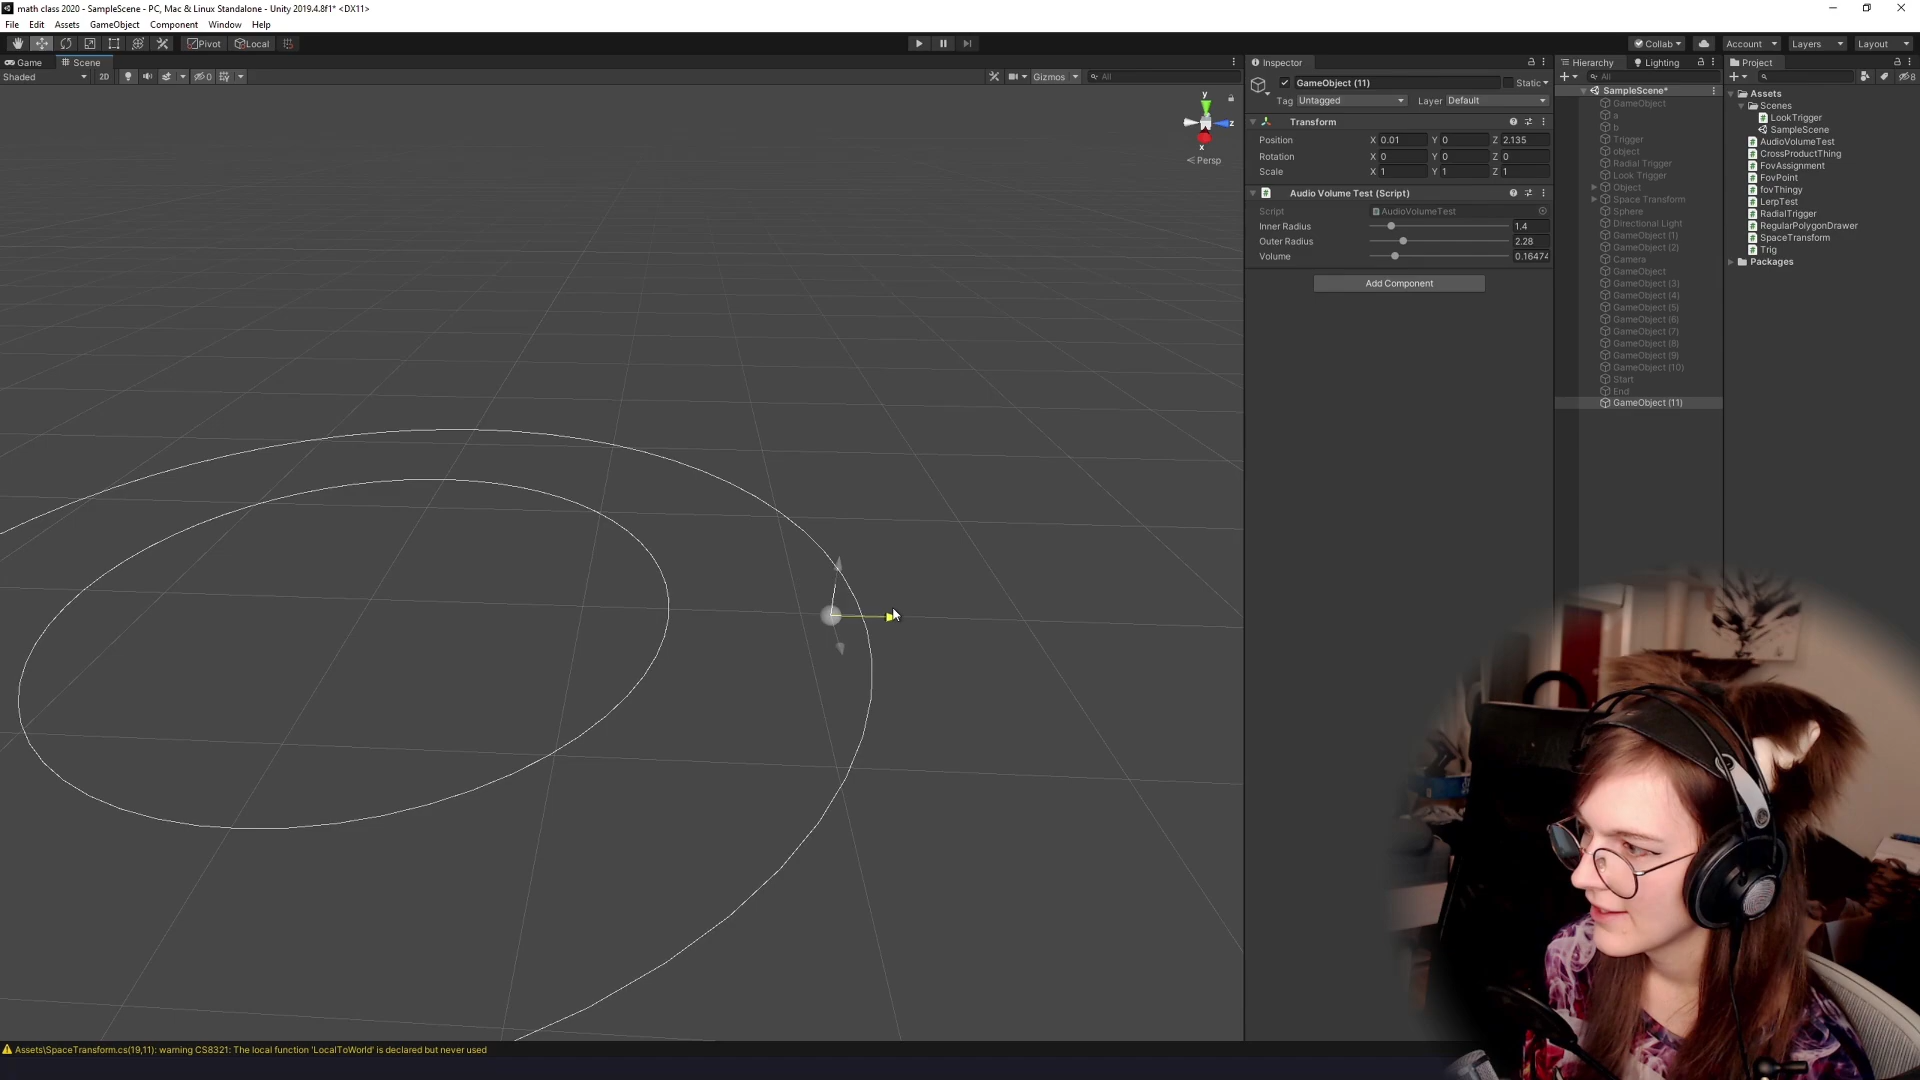 math class 2020 - SampleScene - PC, Mac & Linux Standalone - Unity 2019.4.8f1* <DX11>
File Edit Assets GameObject Component Window Help
Pivot Local
Collab Account Layers Layout
Game Scene
Shaded 2D 0 Gizmos All
y
z
x
Persp
Inspector
GameObject (11) Static
Tag Untagged Layer Default
Transform
Position X 0.01 Y 0 Z 2.135
Rotation X 0 Y 0 Z 0
Scale X 1 Y 1 Z 1
Audio Volume Test (Script)
Script AudioVolumeTest
Inner Radius 1.4
Outer Radius 2.28
Volume 0.16474
Add Component
Hierarchy Lighting
All
SampleScene*
GameObject
a
b
Trigger
object
Radial Trigger
Look Trigger
Object
Space Transform
Sphere
Directional Light
GameObject (1)
GameObject (2)
Camera
GameObject
GameObject (3)
GameObject (4)
GameObject (5)
GameObject (6)
GameObject (7)
GameObject (8)
GameObject (9)
GameObject (10)
Start
End
GameObject (11)
Project
8
Assets
Scenes
LookTrigger
SampleScene
AudioVolumeTest
CrossProductThing
FovAssignment
FovPoint
fovThingy
LerpTest
RadialTrigger
RegularPolygonDrawer
SpaceTransform
Trig
Packages
Assets\SpaceTransform.cs(19,11): warning CS8321: The local function 'LocalToWorld' is declared but never used